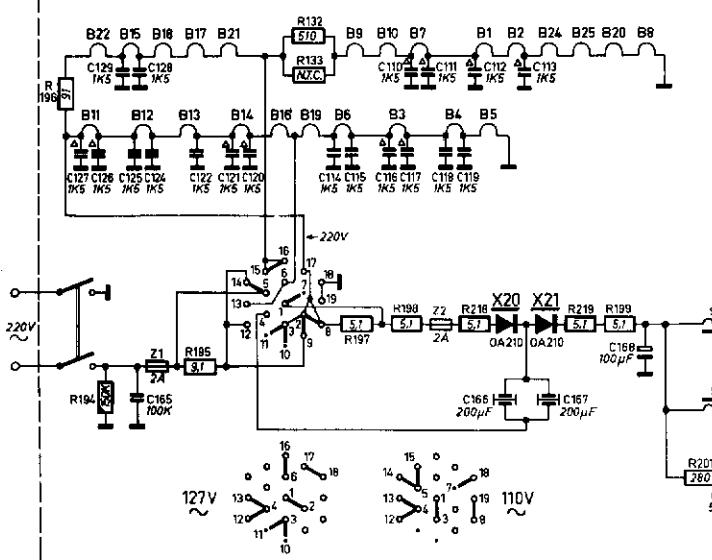 B22 B15 B18 B17 B21 R132 B9 B10 B7 B1 B2 B24 B25 B20 B8
510
R133
N.T.C.
C129 C128 C110 C111 C112 C113
1K5 1K5 1K5 1K5 1K5 1K5
R
196
91
B11 B12 B13 B14 B16 B19 B6 B3 B4 B5
C127 C126 C125 C124 C122 C121 C120 C114 C115 C116 C117 C118 C119
1K5 1K5 1K5 1K5 1K5 1K5 1K5 1K5 1K5 1K5 1K5 1K5 1K5
220V
16
15 17
14 5 6 7 18
13 1 19
4 2
12 11 3 8
10 9
220V
~
Z1
2A
R195
9,1
R194
150K
C165
100K
R197
5,1
R198
5,1
Z2
2A
R218
5,1
X20
OA210
X21
OA210
R219
5,1
R199
5,1
C168
100µF
C166
200µF
C167
200µF
R201
280
127V
~
16
17
6 18
13 1
4 2
12 3
11
10
15
14 5 7 18
13 1 19
4
12 3 8
110V
~